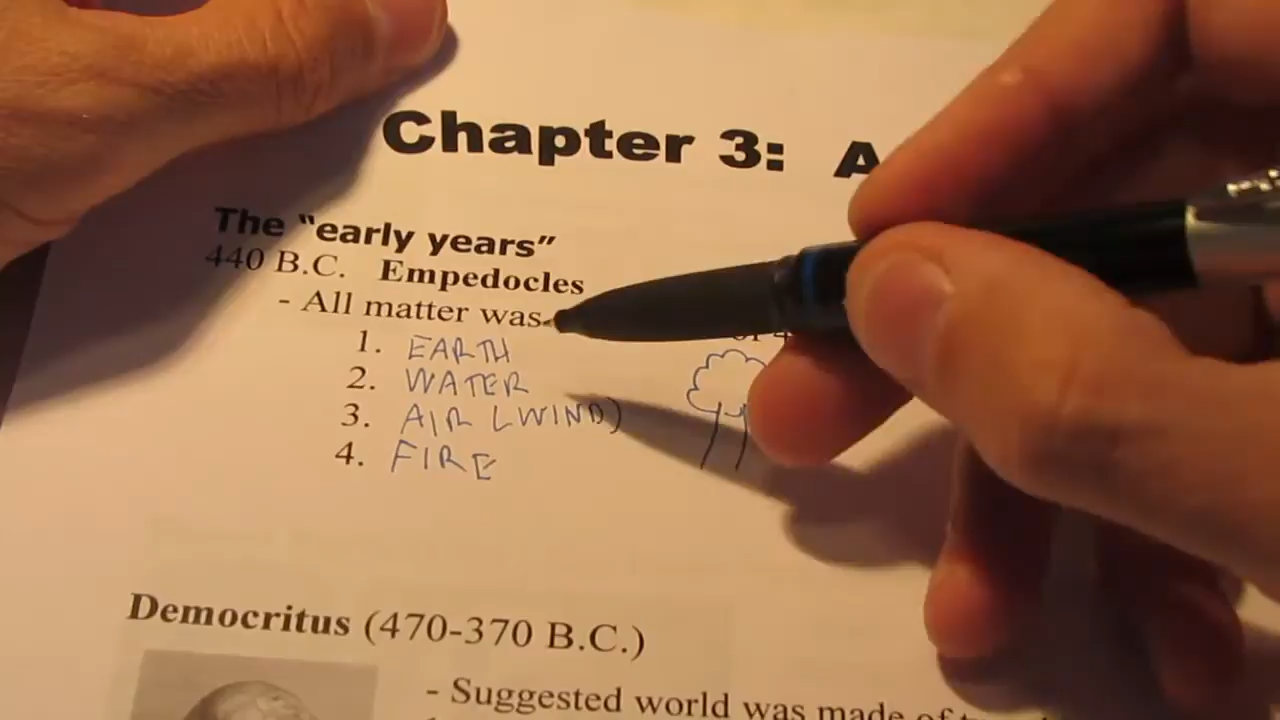 Chapter 3: A
The "early years"
440 B.C. Empedocles
- All matter was
1. EARTH
2. WATER
3. AIR (WIND)
4. FIRE
Democritus (470-370 B.C.)
- Suggested world was made of